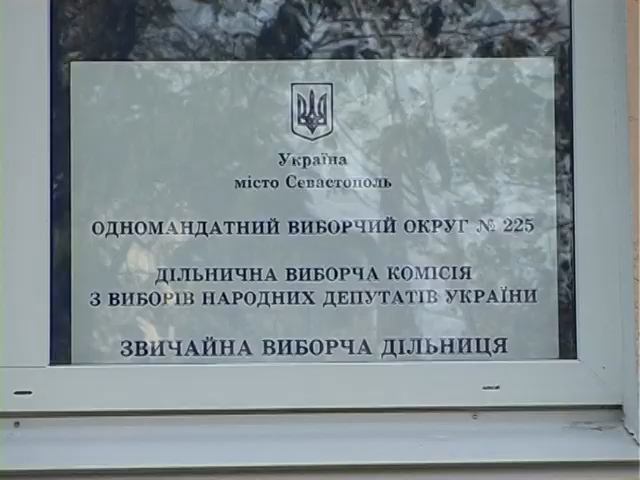 Україна
місто Севастополь
ОДНОМАНДАТНИЙ ВИБОРЧИЙ ОКРУГ № 225
ДІЛЬНИЧНА ВИБОРЧА КОМІСІЯ
З ВИБОРІВ НАРОДНИХ ДЕПУТАТІВ УКРАЇНИ
ЗВИЧАЙНА ВИБОРЧА ДІЛЬНИЦЯ